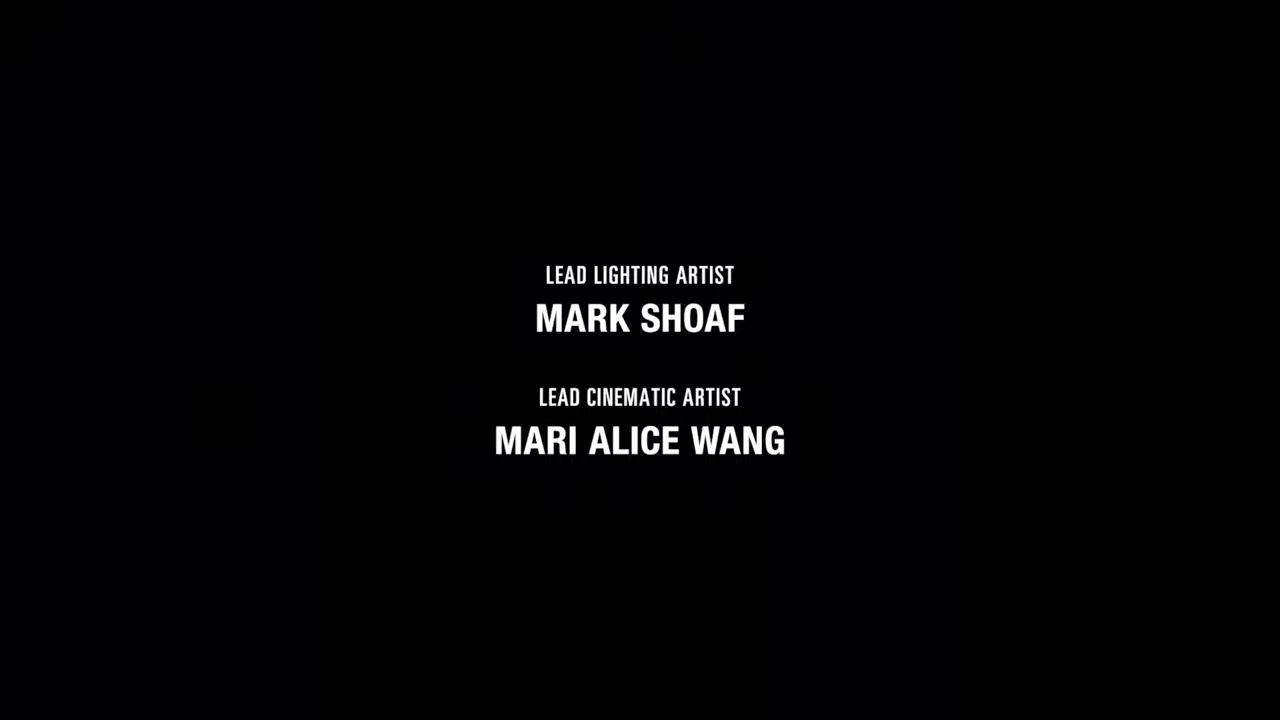 LEAD LIGHTING ARTIST
MARK SHOAF
LEAD CINEMATIC ARTIST
MARI ALICE WANG